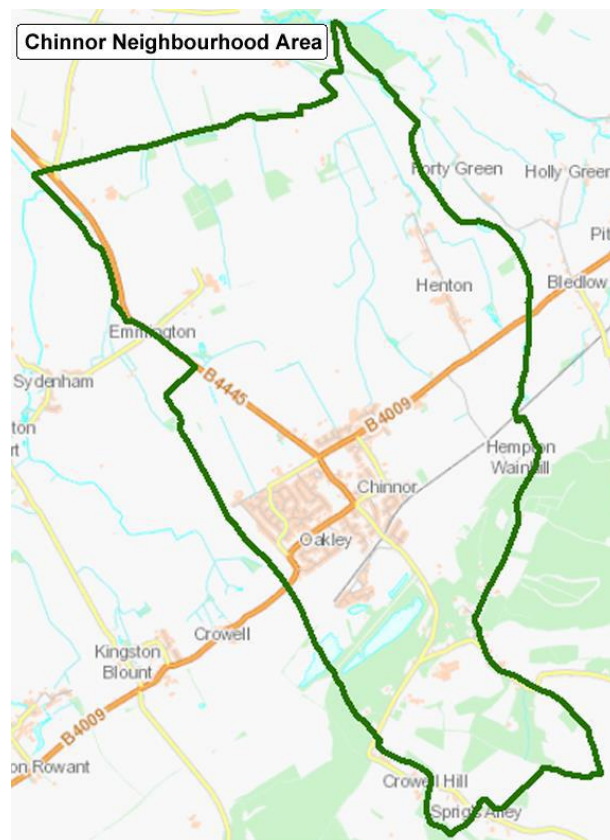 Chinnor Neighbourhood Area
Forty Green
Holly Green
Pit
Henton
Bledlow
Emmington
Sydenham
B4445
B4009
ton
rt
Hempton
Wainhill
Chinnor
Oakley
Crowell
Kingston
Blount
B4009
on Rowant
Crowell Hill
Sprig's Alley